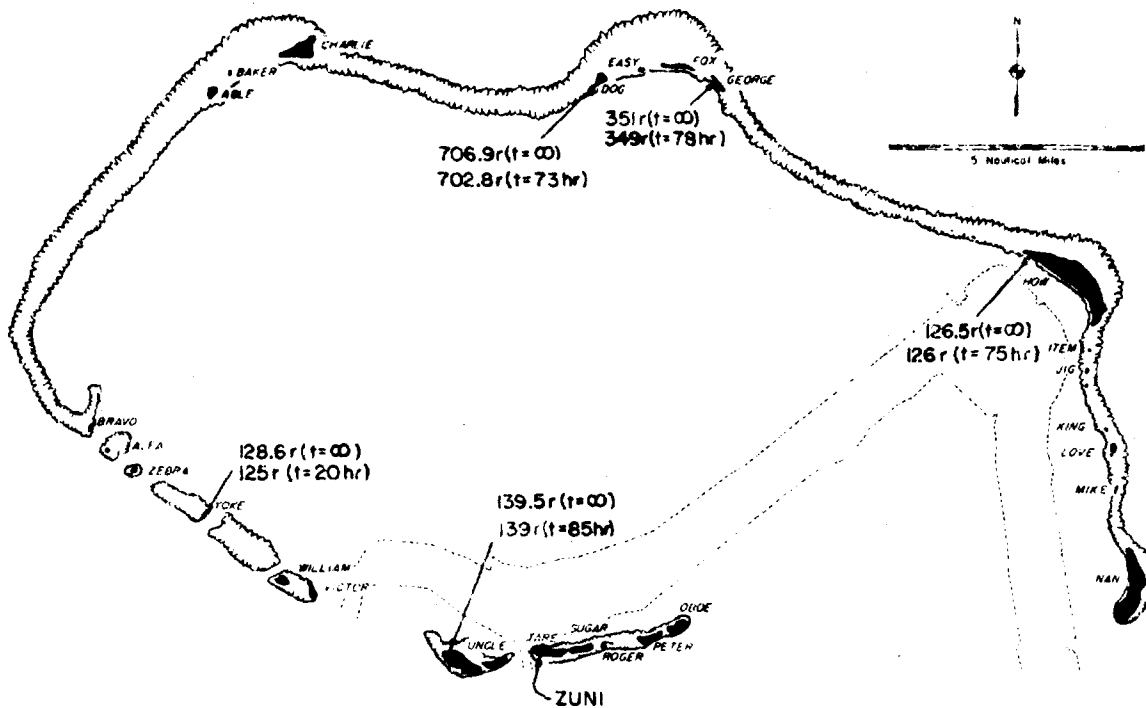 N
CHARLIE
BAKER
ABLE
EASY
FOX
DOG
GEORGE
351r(t=∞)
349r(t=78hr)
706.9r(t=∞)
702.8r(t=73hr)
5 Nautical Miles
HOW
126.5r(t=∞)
126r(t=75hr)
ITEM
JIG
KING
LOVE
MIKE
NAN
BRAVO
ZEBRA
YOKE
128.6r(t=∞)
125r(t=20hr)
139.5r(t=∞)
139r(t=85hr)
WILLIAM
VICTOR
UNCLE
SUGAR
ROGER
PETER
OBOE
ZUNI